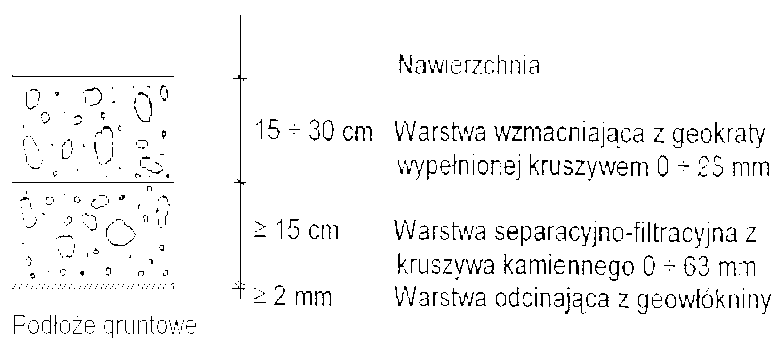 Nawierzchnia
15 ÷ 30 cm Warstwa wzmacniająca z geokraty
wypełnionej kruszywem 0 ÷ 25 mm
≥ 15 cm Warstwa separacyjno-filtracyjna z
kruszywa kamiennego 0 ÷ 63 mm
≥ 2 mm Warstwa odcinająca z geowłókniny
Podłoże gruntowe